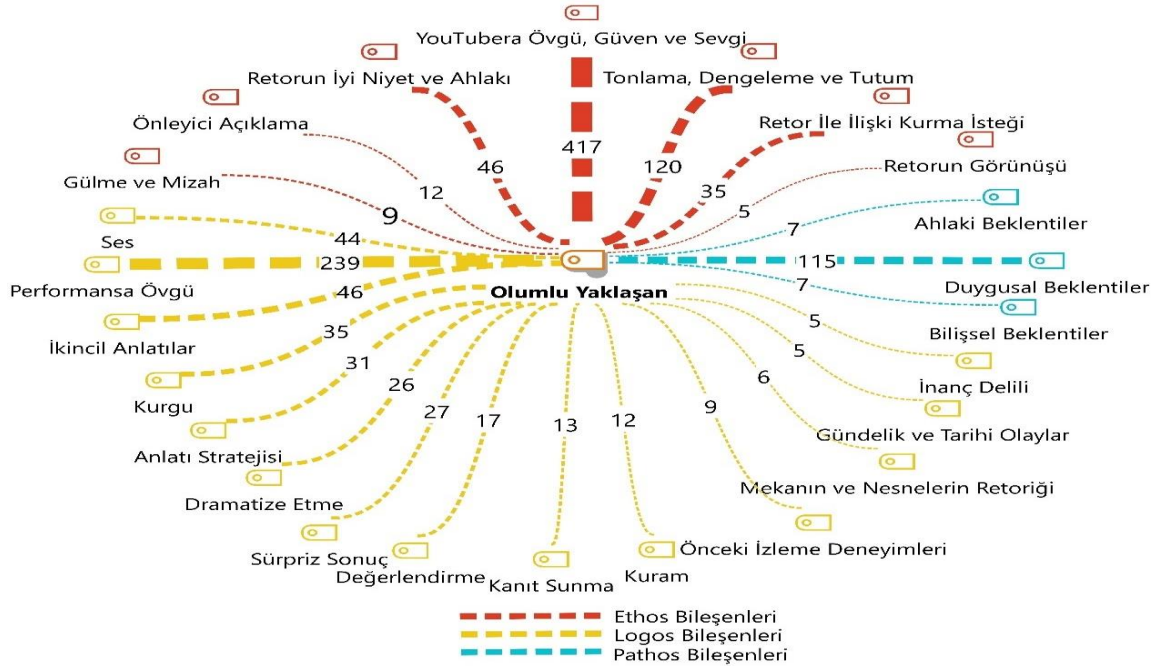 YouTubera Övgü, Güven ve Sevgi
Retorun İyi Niyet ve Ahlakı
Tonlama, Dengeleme ve Tutum
Önleyici Açıklama
Retor İle İlişki Kurma İsteği
Gülme ve Mizah
Retorun Görünüşü
Ses
Ahlaki Beklentiler
Performansa Övgü
Duygusal Beklentiler
İkincil Anlatılar
Bilişsel Beklentiler
Kurgu
İnanç Delili
Anlatı Stratejisi
Gündelik ve Tarihi Olaylar
Dramatize Etme
Mekanın ve Nesnelerin Retoriği
Sürpriz Sonuç
Değerlendirme
Kanıt Sunma
Kuram
Önceki İzleme Deneyimleri
417
46
120
12
35
9
5
44
7
239
115
46
7
Olumlu Yaklaşan
35
5
31
5
26
6
27
17
13
12
9
Ethos Bileşenleri
Logos Bileşenleri
Pathos Bileşenleri